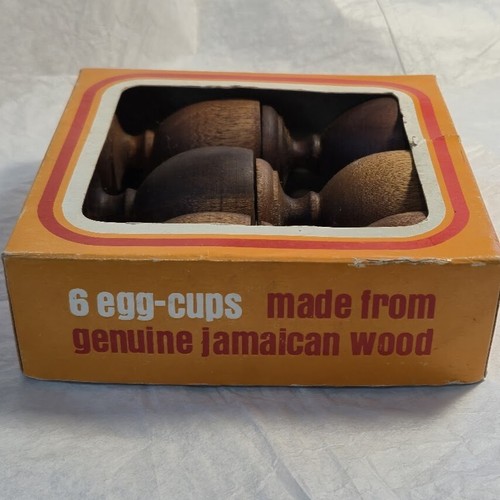 6 egg-cups made from
genuine jamaican wood